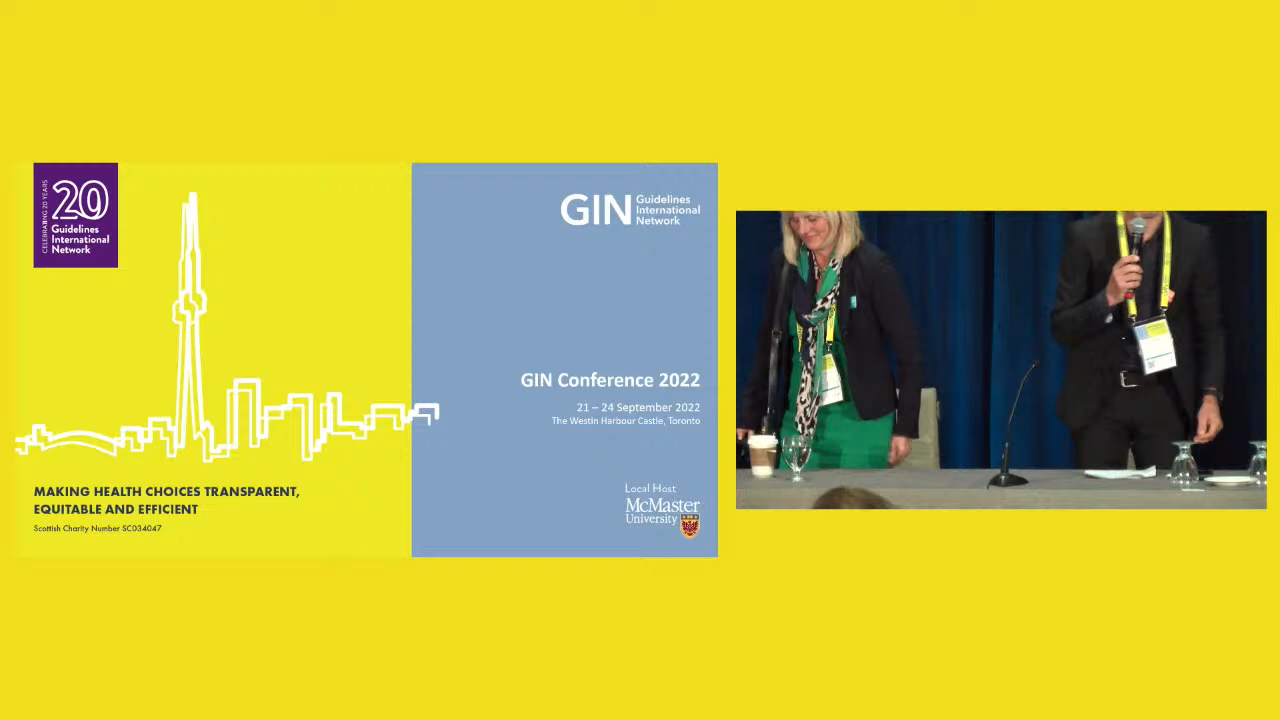 CELEBRATING 20 YEARS
20
Guidelines
International
Network
MAKING HEALTH CHOICES TRANSPARENT,
EQUITABLE AND EFFICIENT
Scottish Charity Number SC034047
GIN Guidelines
International
Network
GIN Conference 2022
21 – 24 September 2022
The Westin Harbour Castle, Toronto
Local Host
McMaster
University